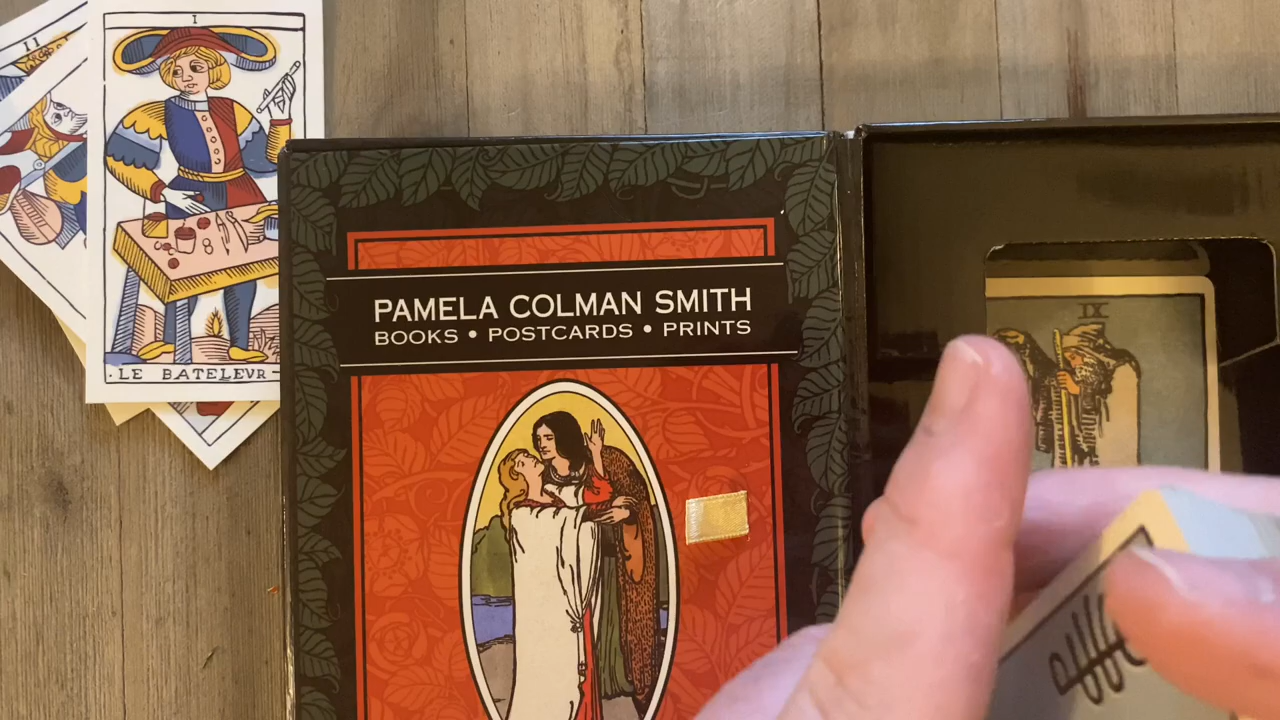 I
II
· LE BATELEVR
PAMELA COLMAN SMITH
BOOKS • POSTCARDS • PRINTS
IX